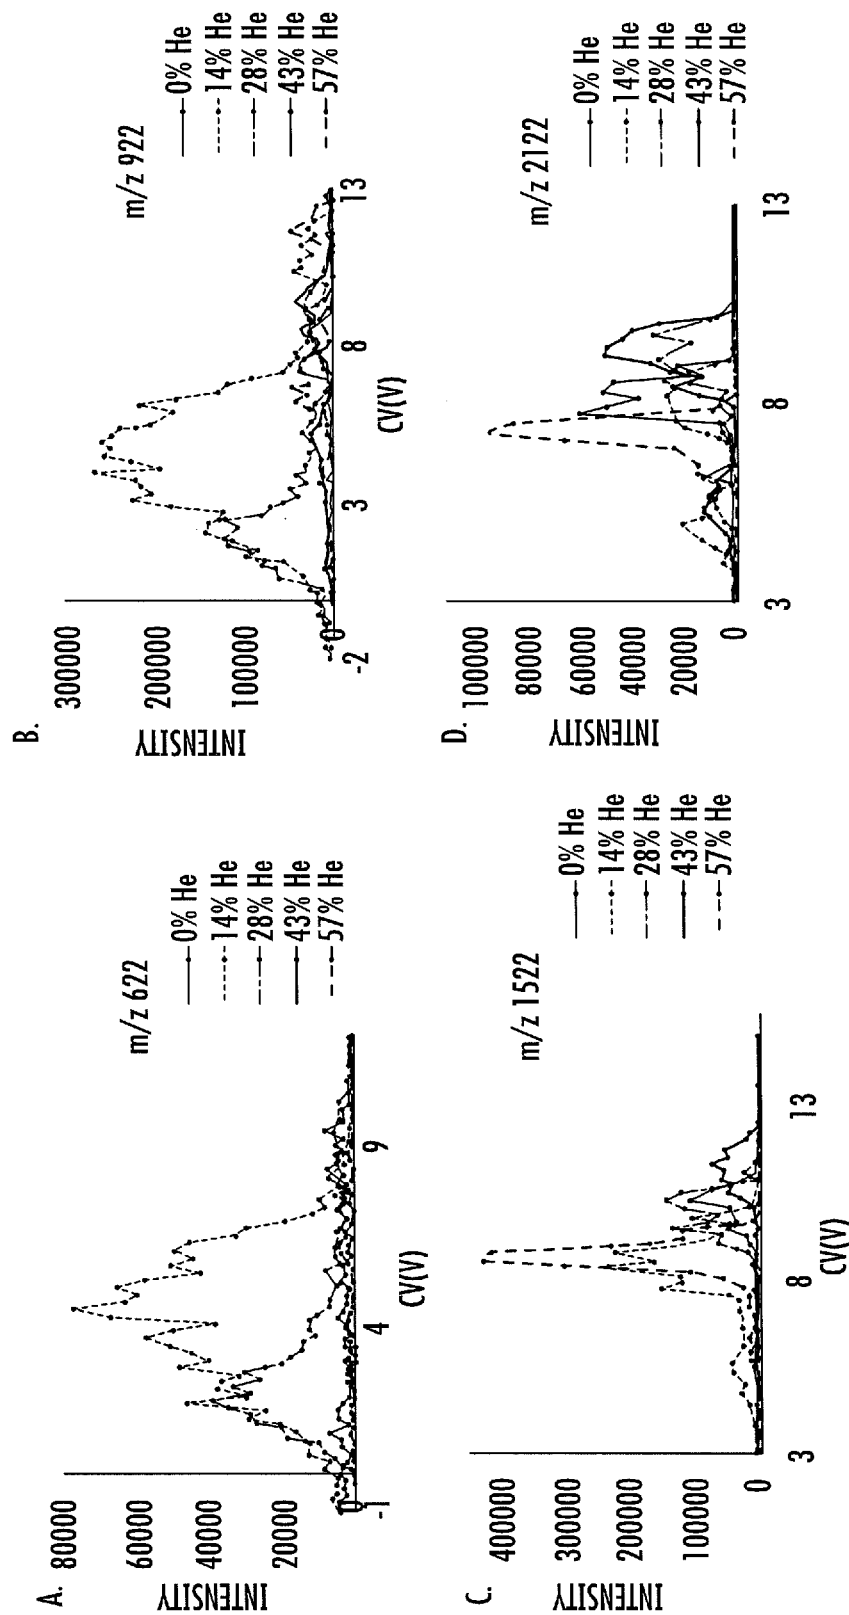 A.
INTENSITY
80000
60000
40000
20000
0
-1
4
9
CV(V)
m/z 622
0% He
14% He
28% He
43% He
57% He
B.
INTENSITY
300000
200000
100000
0
-2
3
8
13
CV(V)
m/z 922
0% He
14% He
28% He
43% He
57% He
C.
INTENSITY
400000
300000
200000
100000
0
3
8
13
CV(V)
m/z 1522
0% He
14% He
28% He
43% He
57% He
D.
INTENSITY
100000
80000
60000
40000
20000
0
3
8
13
m/z 2122
0% He
14% He
28% He
43% He
57% He